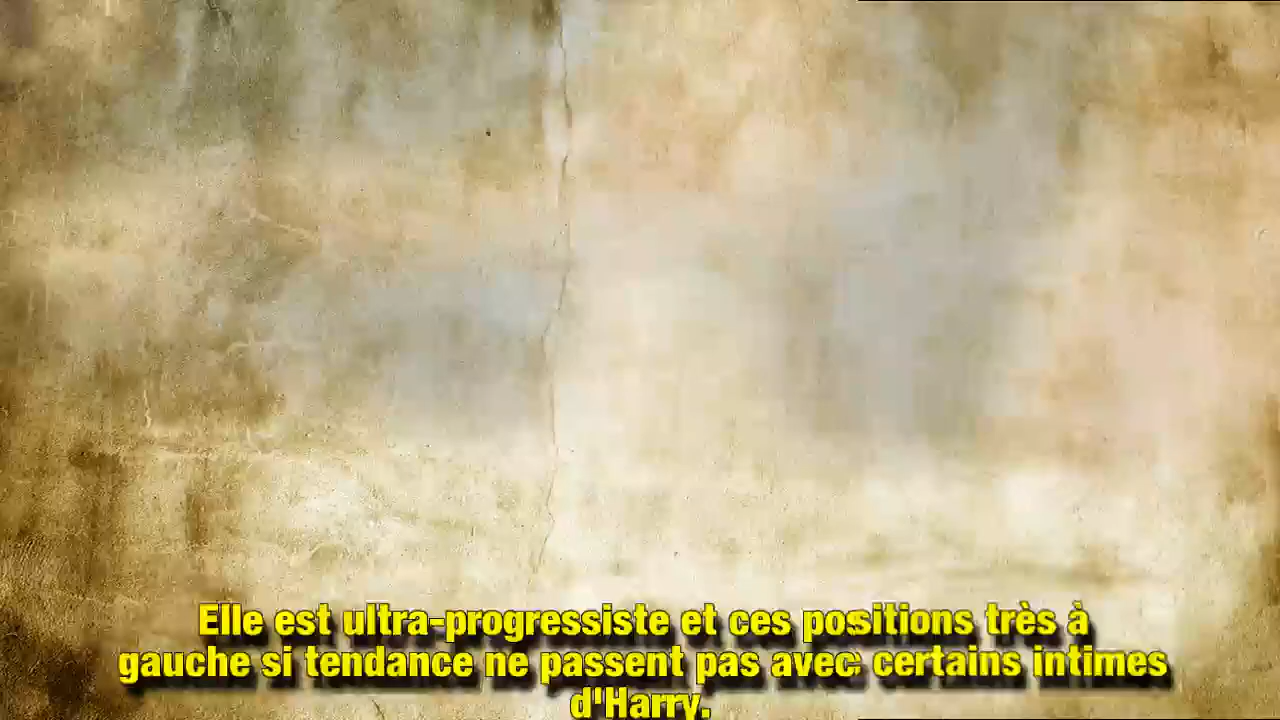 Elle est ultra-progressiste et ces positions très à
gauche si tendance ne passent pas avec certains intimes
d'Harry.